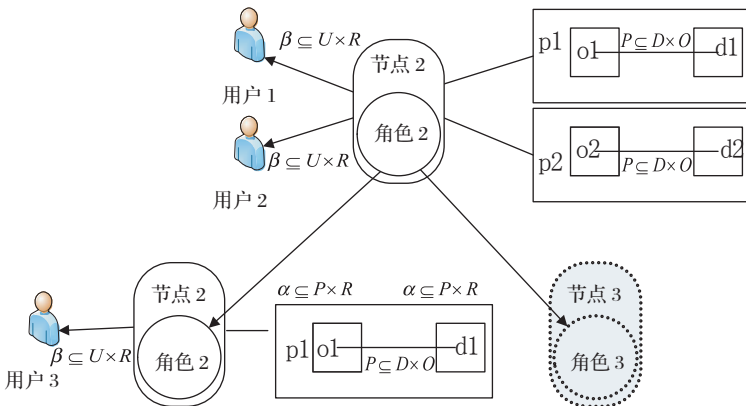 β ⊆ U×R
用户 1
β ⊆ U×R
用户 2
节点 2
角色 2
p1
o1
P ⊆ D×O
d1
p2
o2
P ⊆ D×O
d2
节点 2
角色 2
β ⊆ U×R
用户 3
α ⊆ P×R
α ⊆ P×R
p1
o1
P ⊆ D×O
d1
节点 3
角色 3